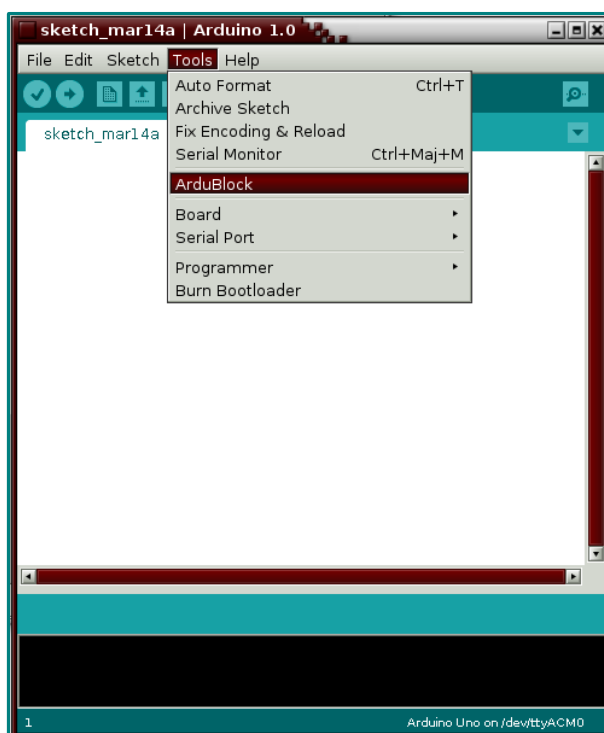 sketch_mar14a | Arduino 1.0
File Edit Sketch Tools Help
Auto Format Ctrl+T
Archive Sketch
Fix Encoding & Reload
Serial Monitor Ctrl+Maj+M
ArduBlock
Board
Serial Port
Programmer
Burn Bootloader
sketch_mar14a
1 Arduino Uno on /dev/ttyACM0